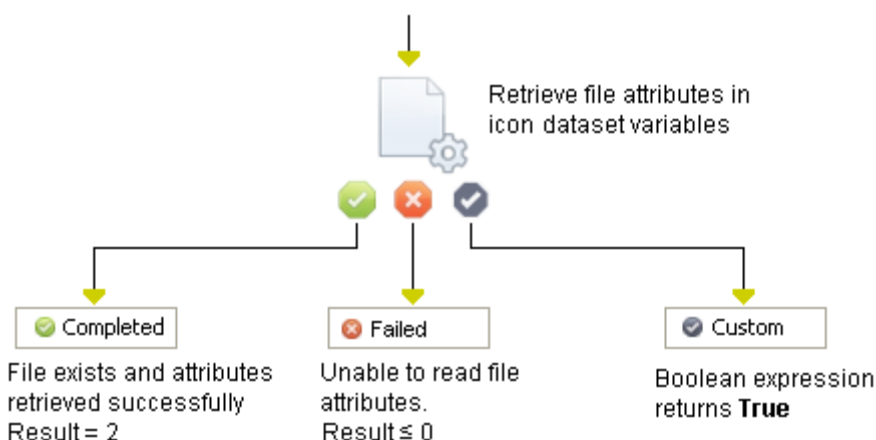 Retrieve file attributes in
icon dataset variables
Completed
File exists and attributes
retrieved successfully
Result = 2
Failed
Unable to read file
attributes.
Result ≤ 0
Custom
Boolean expression
returns True